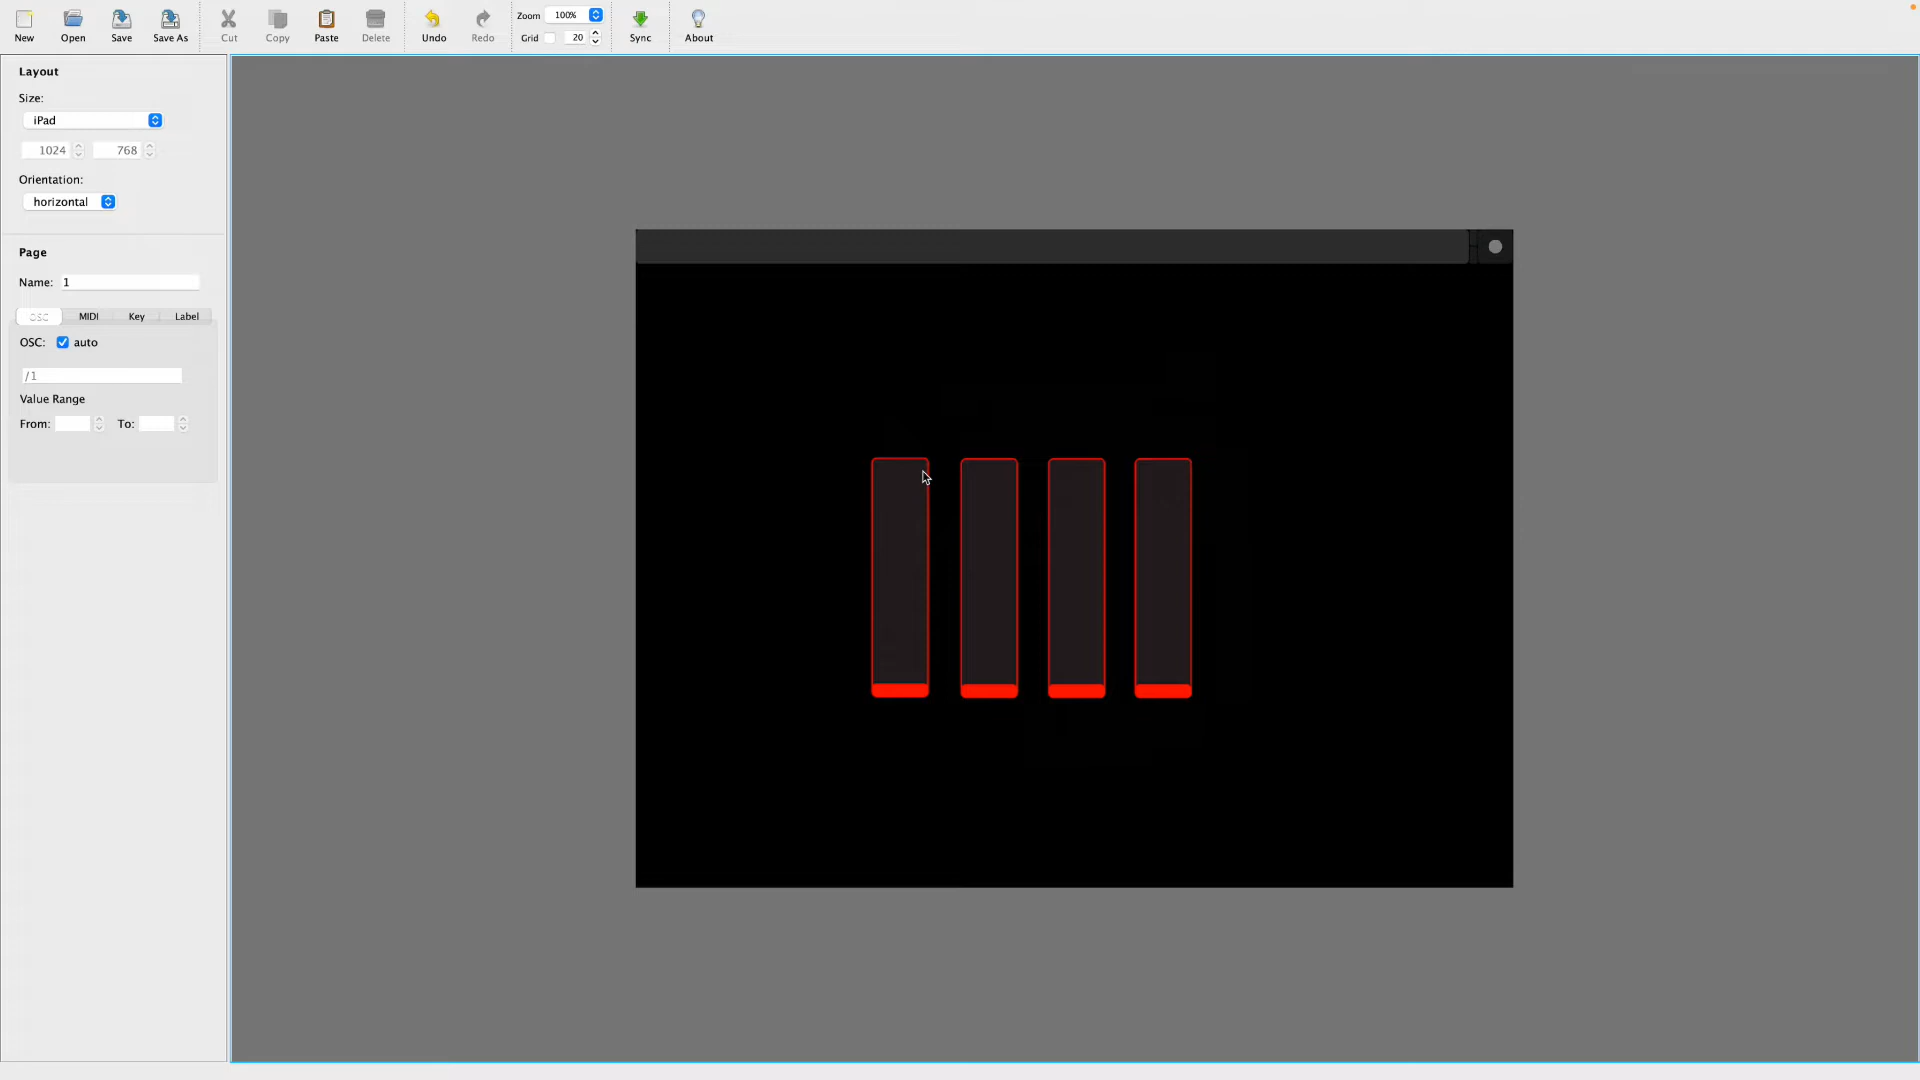 New Open Save Save As Cut Copy Paste Delete Undo Redo Zoom 100% Grid 20 Sync About
Layout
Size:
iPad
1024 768
Orientation:
horizontal
Page
Name: 1
OSC MIDI Key Label
OSC: auto
/1
Value Range
From: To: